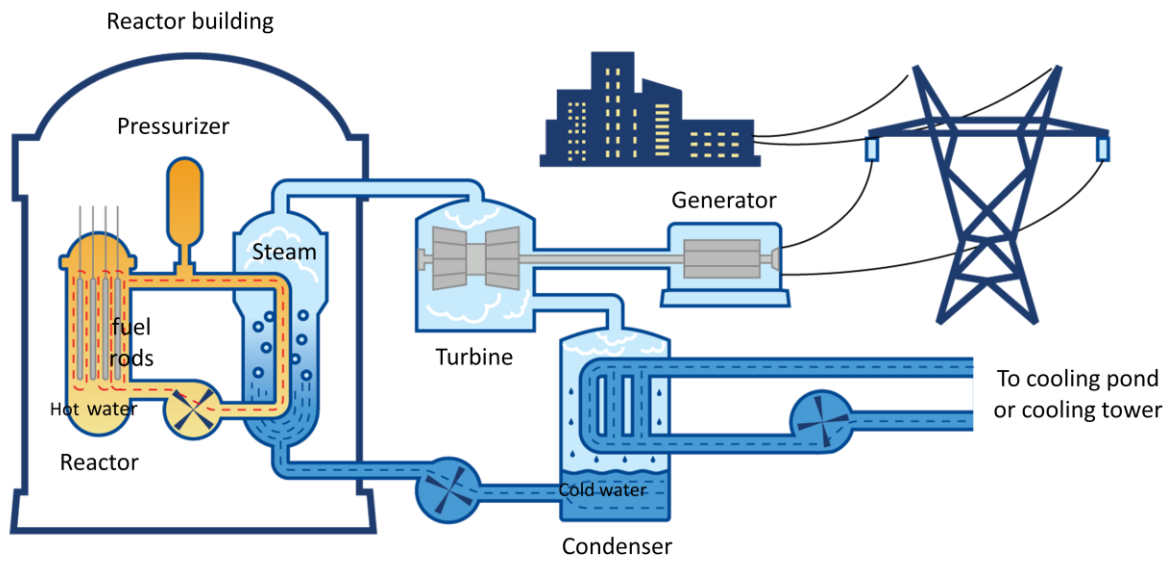 Reactor building
Pressurizer
Generator
Steam
fuel
rods
Turbine
Hot water
To cooling pond
or cooling tower
Reactor
Cold water
Condenser